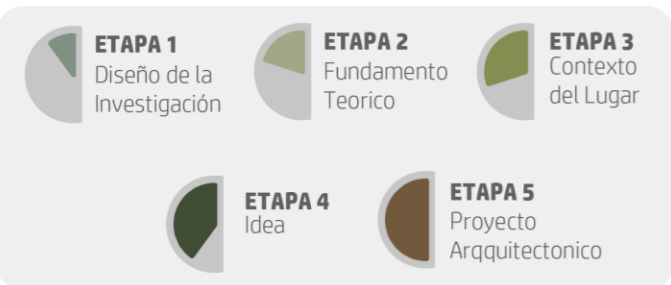 ETAPA 1
Diseño de la
Investigación
ETAPA 2
Fundamento
Teorico
ETAPA 3
Contexto
del Lugar
ETAPA 4
Idea
ETAPA 5
Proyecto
Arqquitectonico